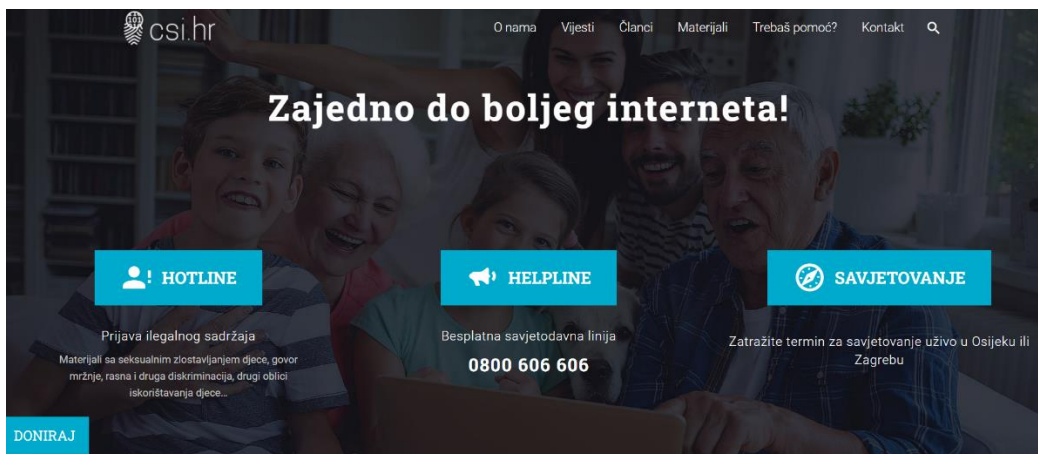 csi.hr
O nama Vijesti Članci Materijali Trebaš pomoć? Kontakt
Zajedno do boljeg interneta!
HOTLINE
Prijava ilegalnog sadržaja
Materijali sa seksualnim zlostavljanjem djece, govor
mržnje, rasna i druga diskriminacija, drugi oblici
iskorištavanja djece...
HELPLINE
Besplatna savjetodavna linija
0800 606 606
SAVJETOVANJE
Zatražite termin za savjetovanje uživo u Osijeku ili
Zagrebu
DONIRAJ